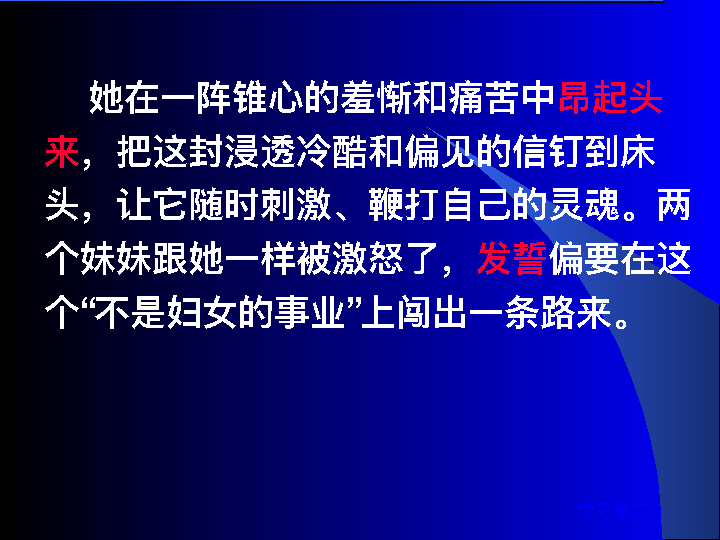 她在一阵锥心的羞惭和痛苦中昂起头
来，把这封浸透冷酷和偏见的信钉到床
头，让它随时刺激、鞭打自己的灵魂。两
个妹妹跟她一样被激怒了，发誓偏要在这
个“不是妇女的事业”上闯出一条路来。